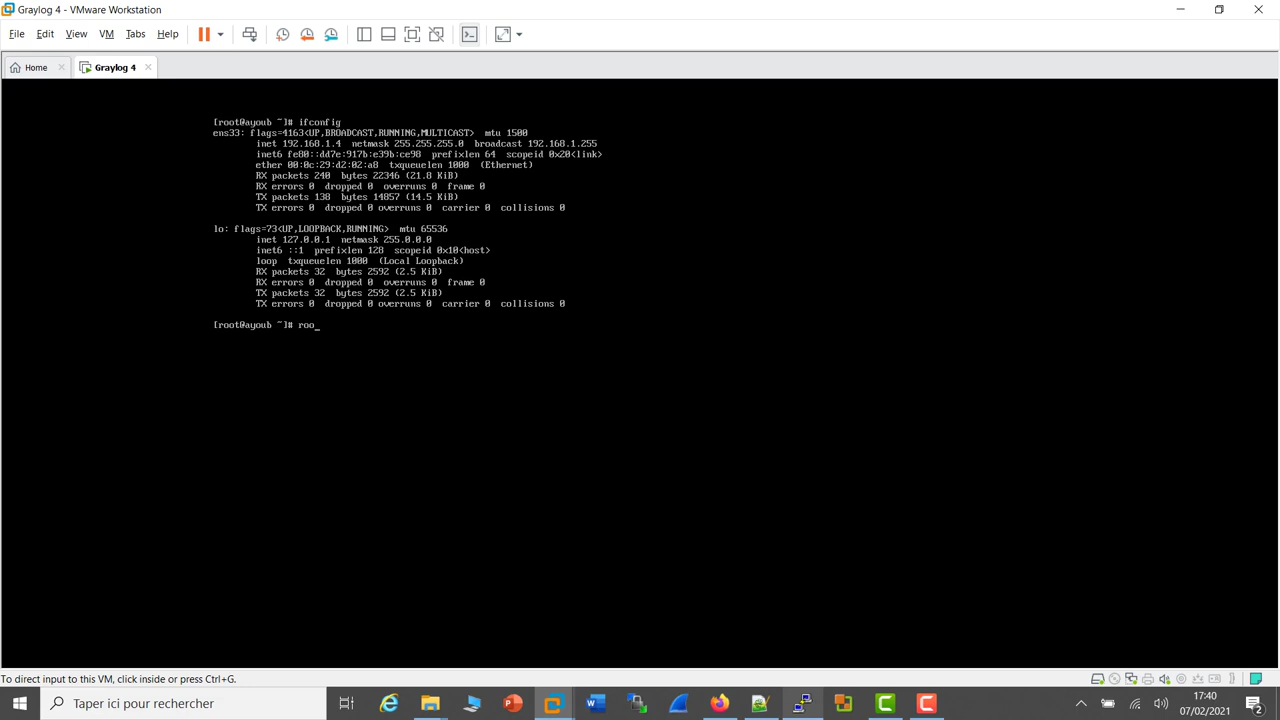 Graylog 4 - VMware Workstation
File Edit View VM Tabs Help
Home Graylog 4
[root@ayoub ~]# ifconfig
ens33: flags=4163<UP,BROADCAST,RUNNING,MULTICAST>  mtu 1500
inet 192.168.1.4  netmask 255.255.255.0  broadcast 192.168.1.255
inet6 fe80::dd7e:917b:e39b:ce98  prefixlen 64  scopeid 0x20<link>
ether 00:0c:29:d2:02:a8  txqueuelen 1000  (Ethernet)
RX packets 240  bytes 22346 (21.8 KiB)
RX errors 0  dropped 0  overruns 0  frame 0
TX packets 138  bytes 14857 (14.5 KiB)
TX errors 0  dropped 0 overruns 0  carrier 0  collisions 0
lo: flags=73<UP,LOOPBACK,RUNNING>  mtu 65536
inet 127.0.0.1  netmask 255.0.0.0
inet6 ::1  prefixlen 128  scopeid 0x10<host>
loop  txqueuelen 1000  (Local Loopback)
RX packets 32  bytes 2592 (2.5 KiB)
RX errors 0  dropped 0  overruns 0  frame 0
TX packets 32  bytes 2592 (2.5 KiB)
TX errors 0  dropped 0 overruns 0  carrier 0  collisions 0
[root@ayoub ~]# roo_
To direct input to this VM, click inside or press Ctrl+G.
Taper ici pour rechercher
17:40
07/02/2021
2